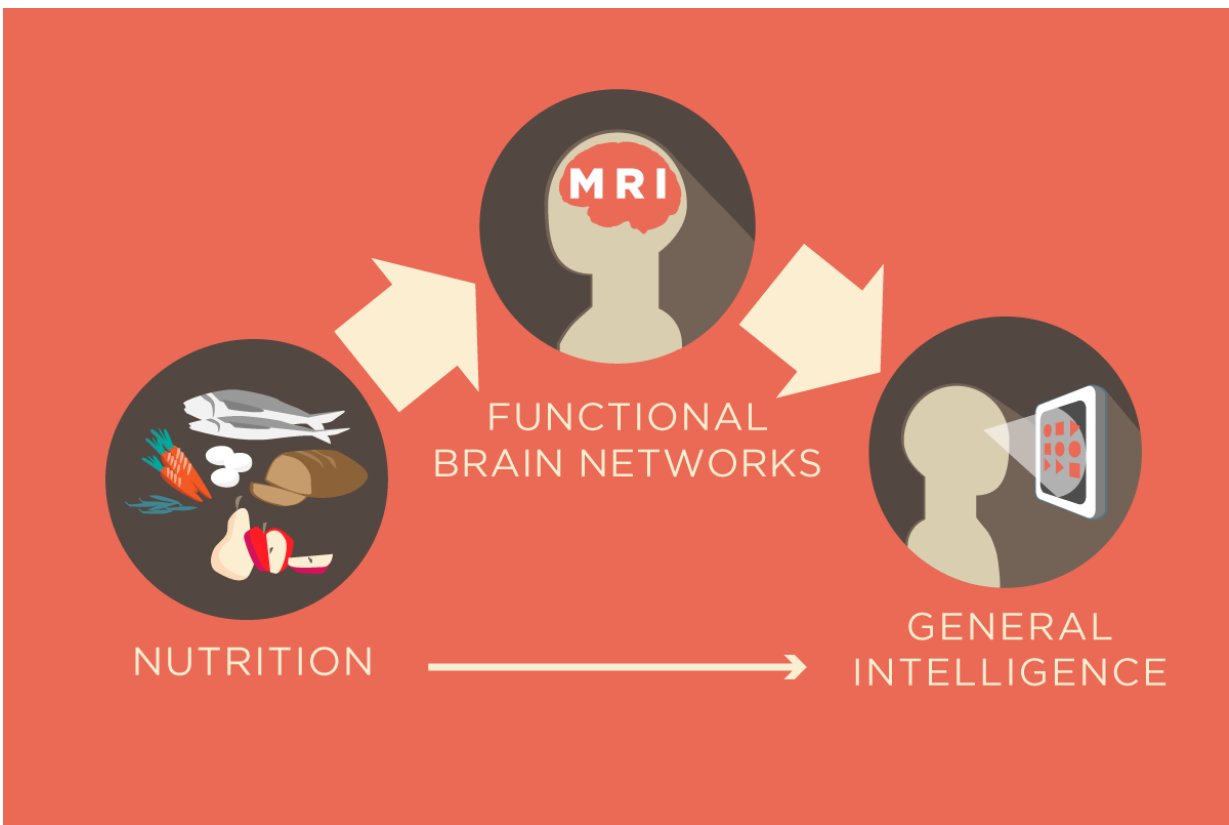 MRI
FUNCTIONAL
BRAIN NETWORKS
NUTRITION
GENERAL
INTELLIGENCE